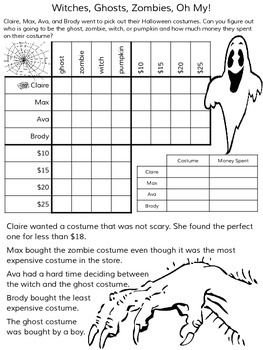 Witches, Ghosts, Zombies, Oh My!
Claire, Max, Ava, and Brody went to pick out their Halloween costumes. Can you figure out
who is going to be the ghost, zombie, witch, or pumpkin and how much money they spent
on their costume?
ghost zombie witch pumpkin $10 $15 $20 $25
Claire
Max
Ava
Brody
$10
$15
$20
$25
Costume Money Spent
Claire
Max
Ava
Brody
Claire wanted a costume that was not scary. She found the perfect
one for less than $18.
Max bought the zombie costume even though it was the most
expensive costume in the store.
Ava had a hard time deciding between
the witch and the ghost costume.
Brody bought the least
expensive costume.
The ghost costume
was bought by a boy.